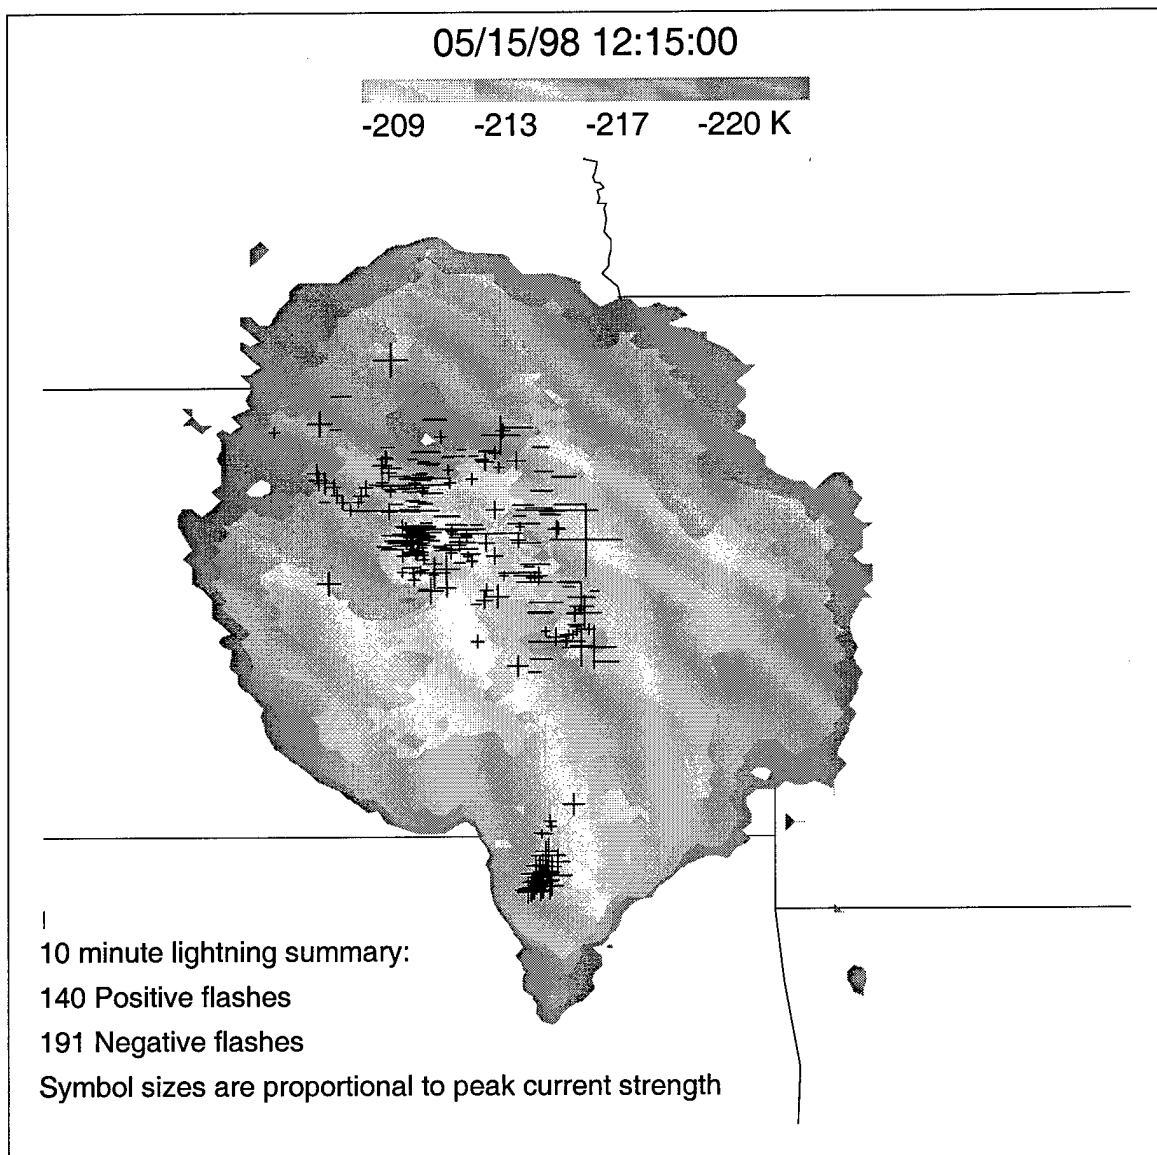 05/15/98 12:15:00
-209 -213 -217 -220 K
10 minute lightning summary:
140 Positive flashes
191 Negative flashes
Symbol sizes are proportional to peak current strength